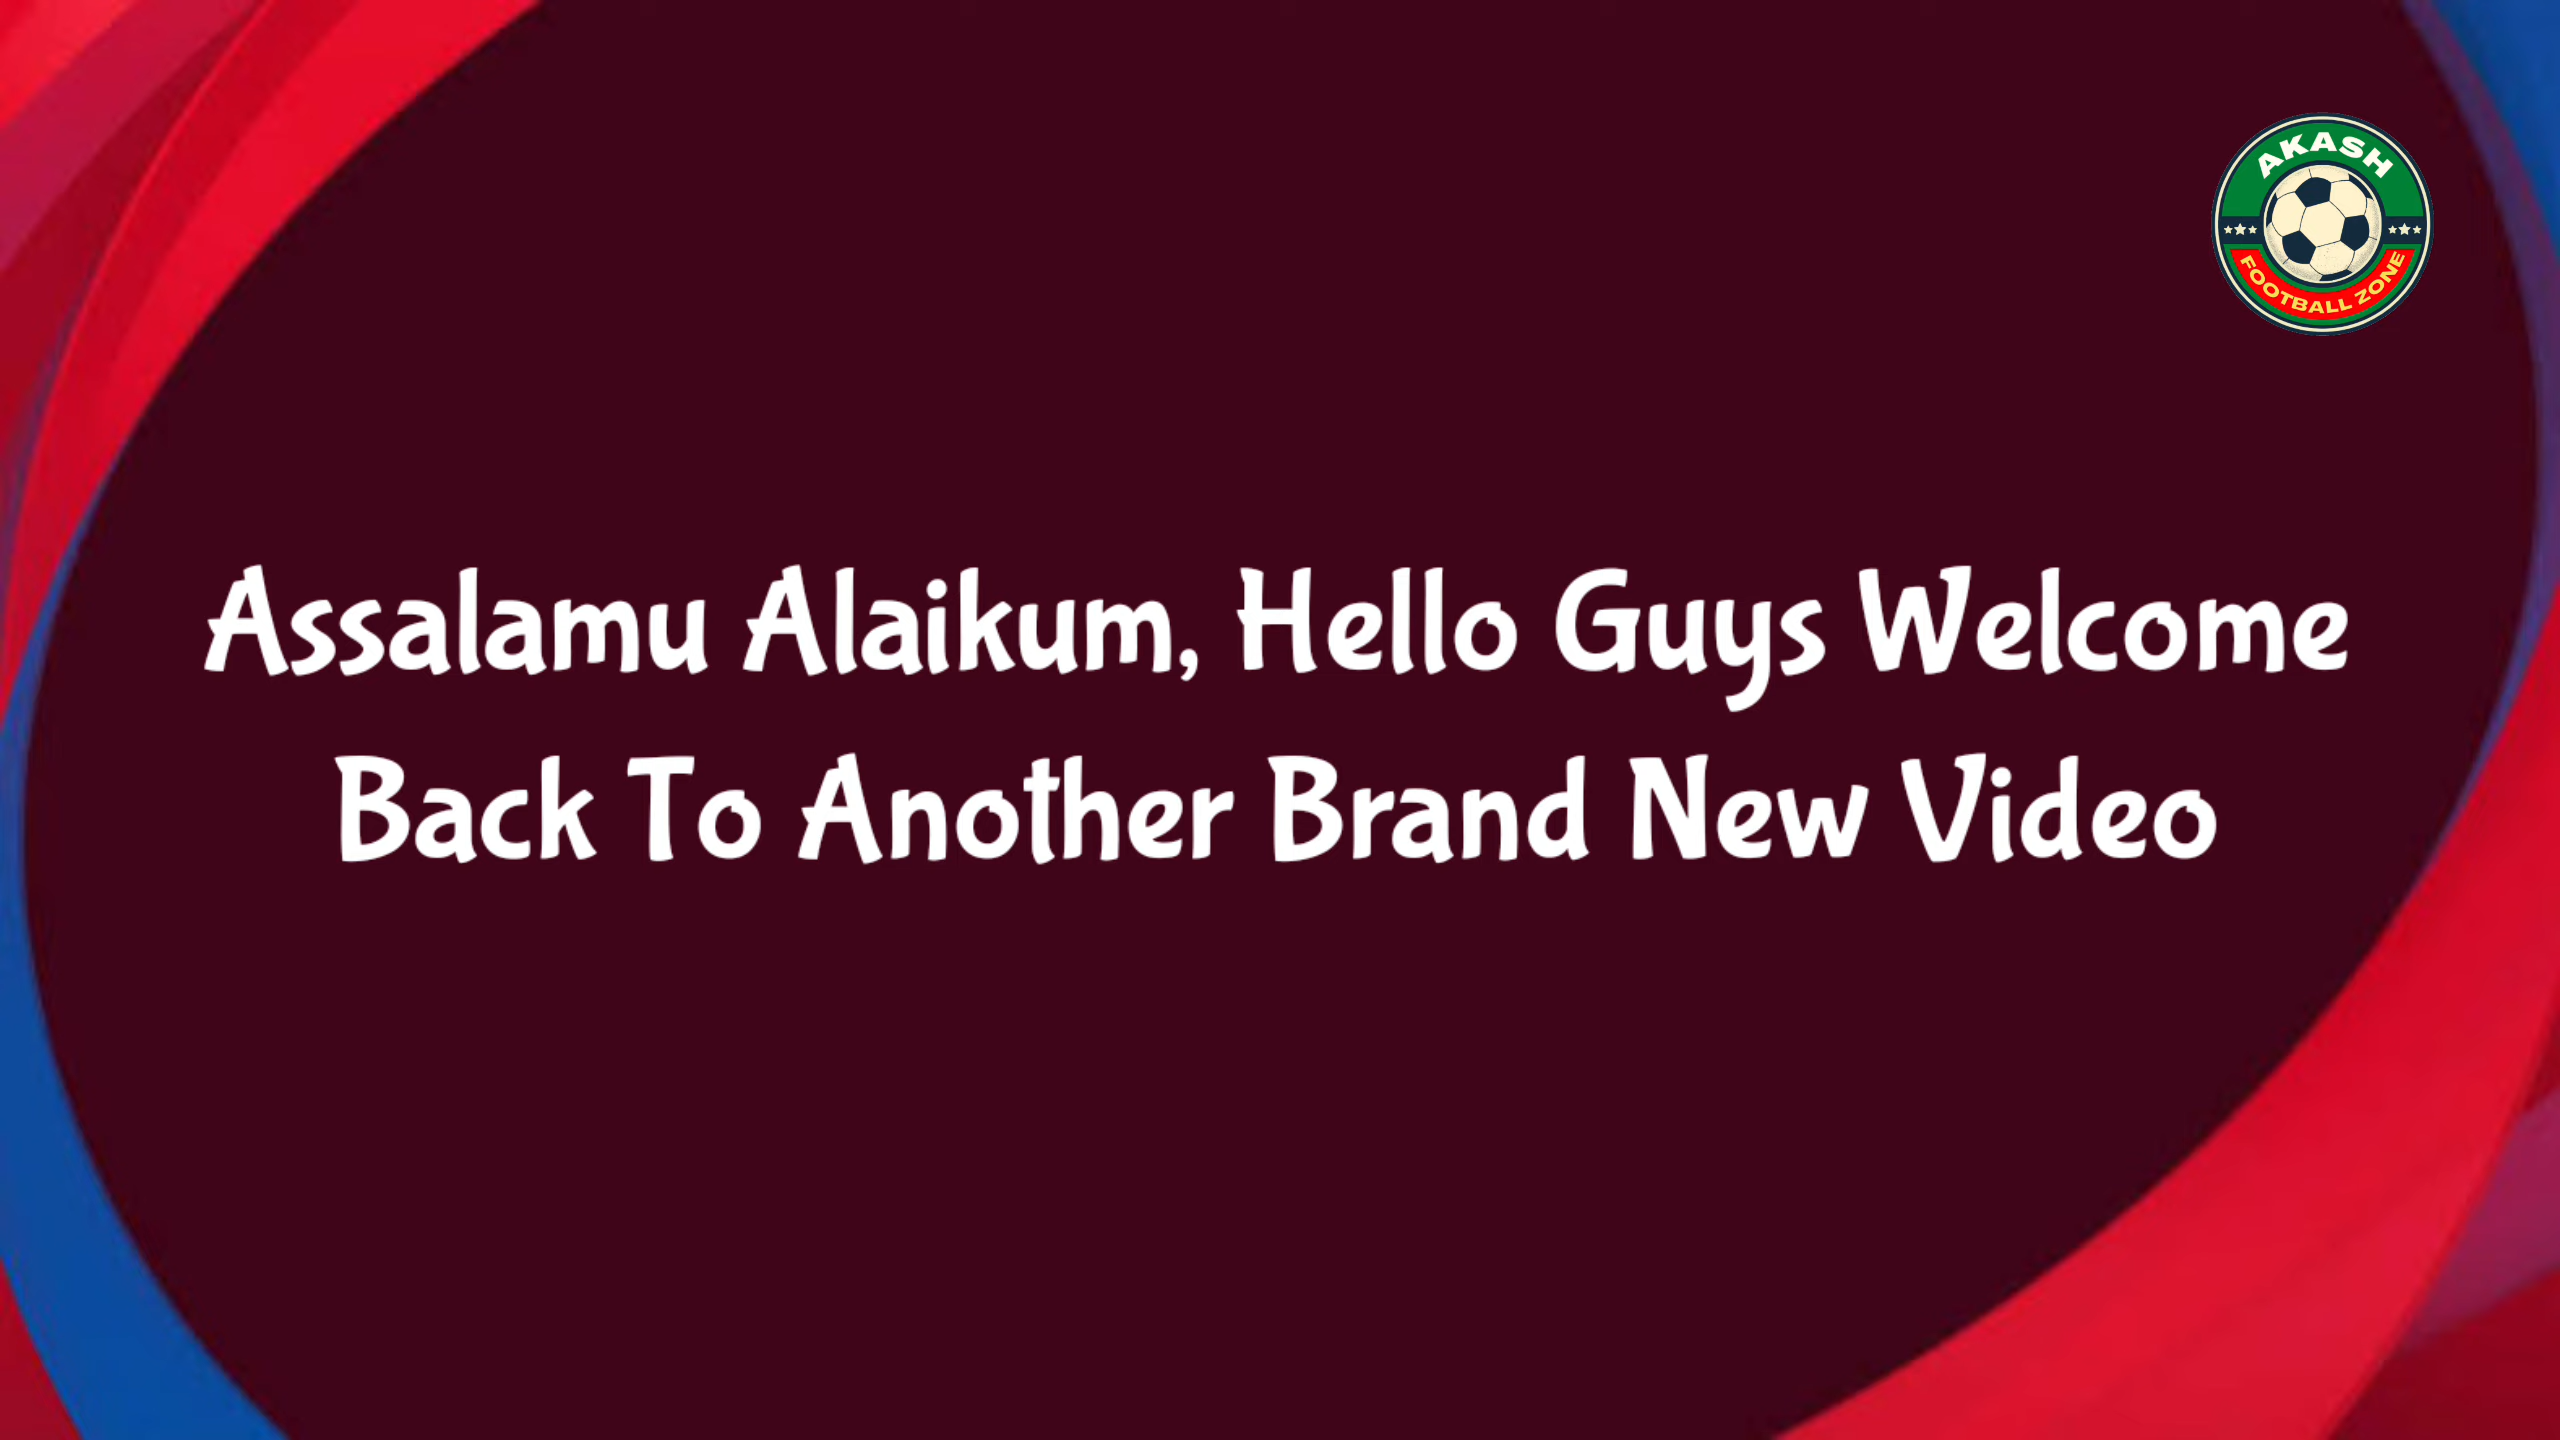 AKASH
FOOTBALL ZONE
Assalamu Alaikum, Hello Guys Welcome
Back To Another Brand New Video